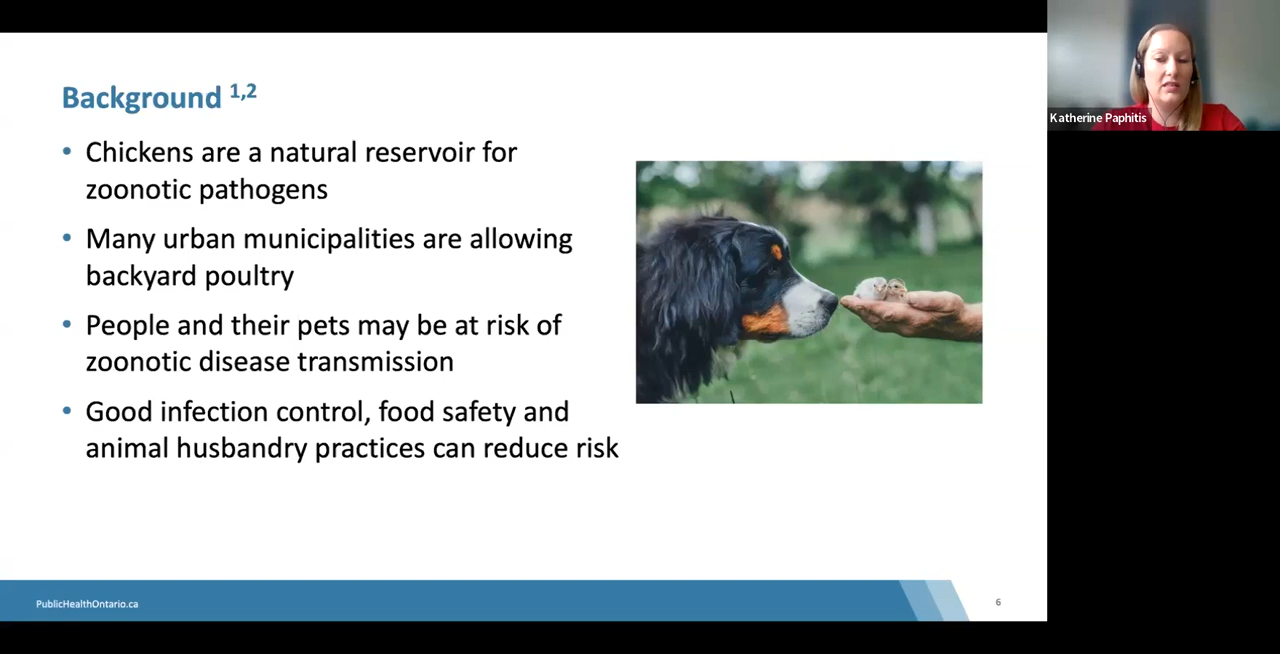 Background 1,2
• Chickens are a natural reservoir for
zoonotic pathogens
• Many urban municipalities are allowing
backyard poultry
• People and their pets may be at risk of
zoonotic disease transmission
• Good infection control, food safety and
animal husbandry practices can reduce risk
PublicHealthOntario.ca
6
Katherine Paphitis